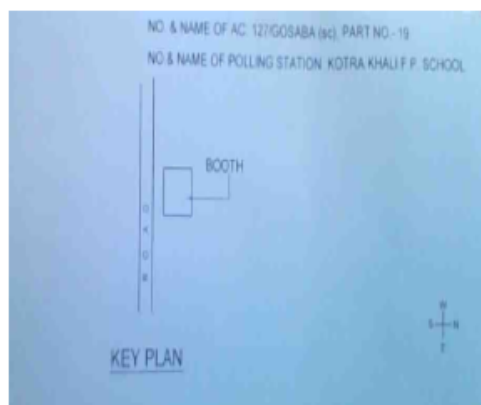 NO. & NAME OF AC. 127/GOSABA (sc), PART NO.- 19
NO.& NAME OF POLLING STATION KOTRA KHALI F.P. SCHOOL
BOOTH
ROAD
W
S N
E
KEY PLAN